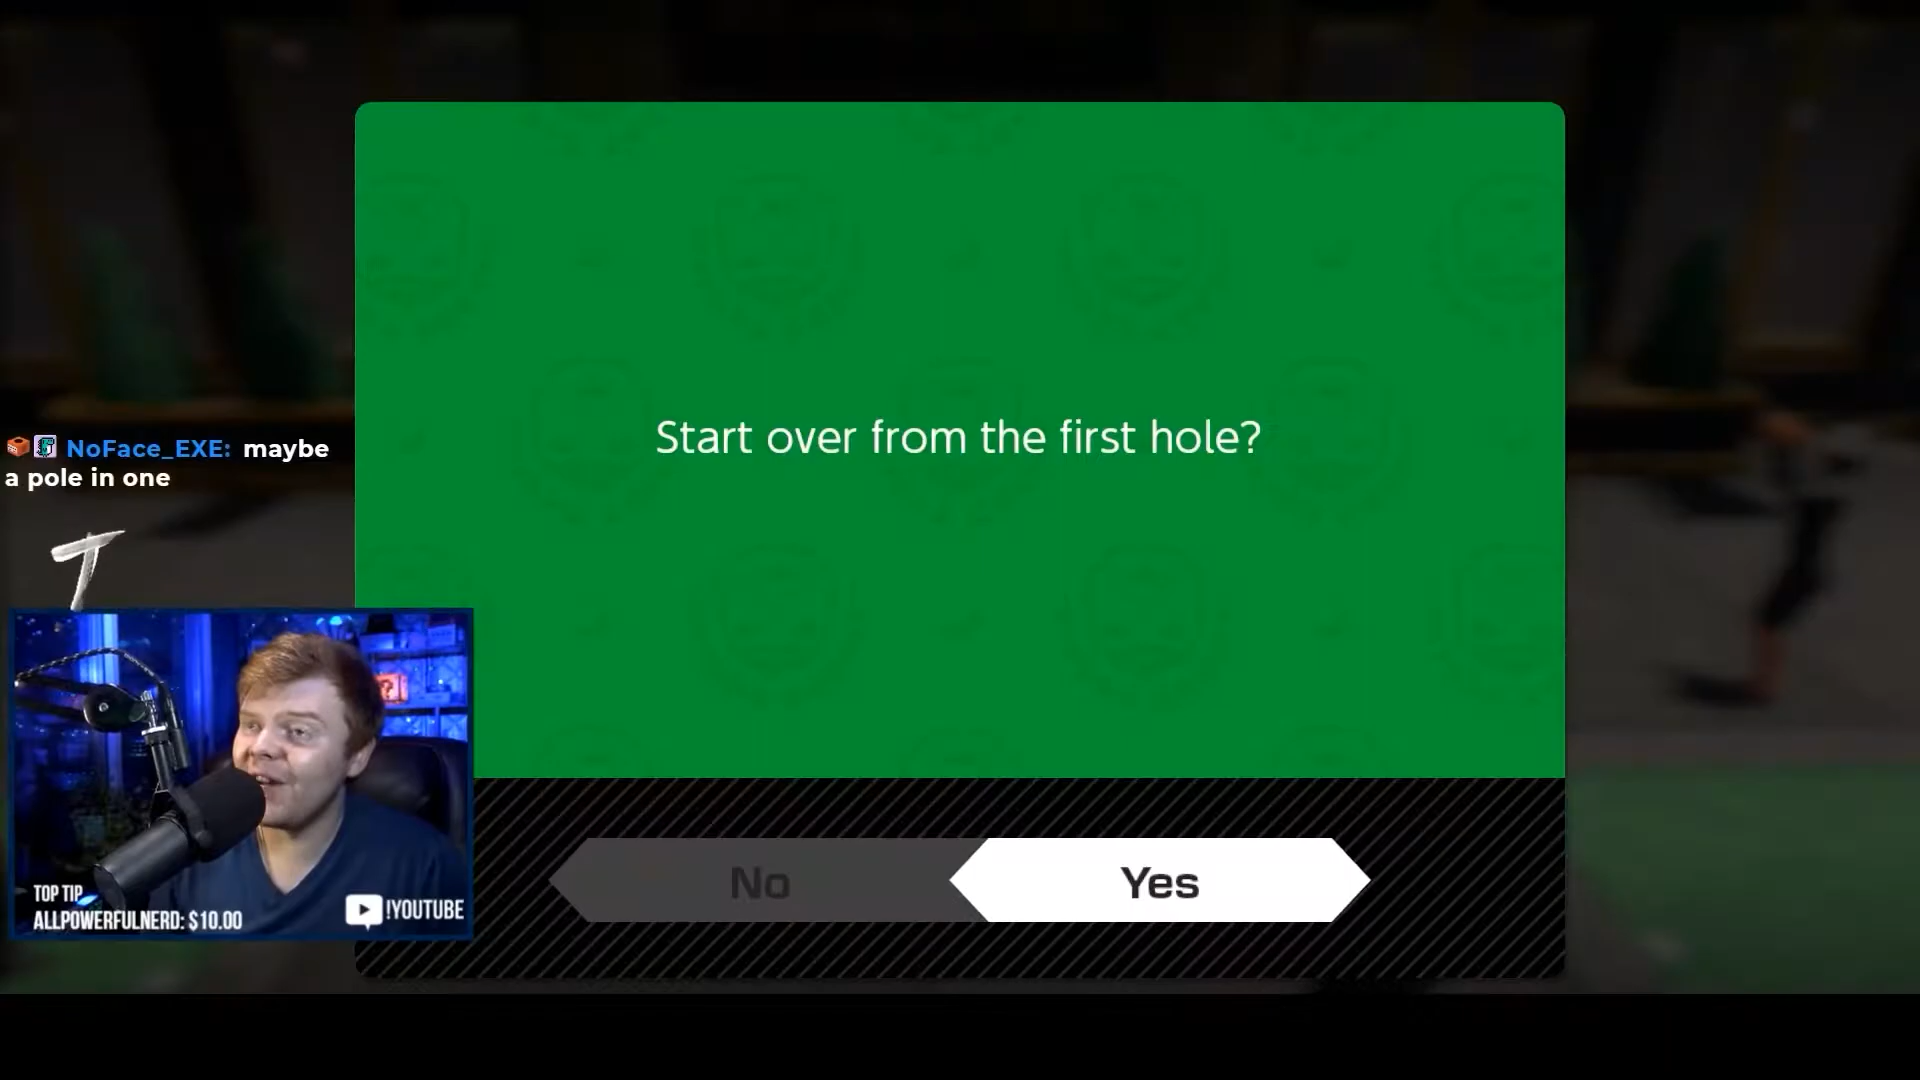 Start over from the first hole?
NoFace_EXE: maybe
a pole in one
T
No
Yes
TOP TIP
ALLPOWERFULNERD: $10.00
!YOUTUBE